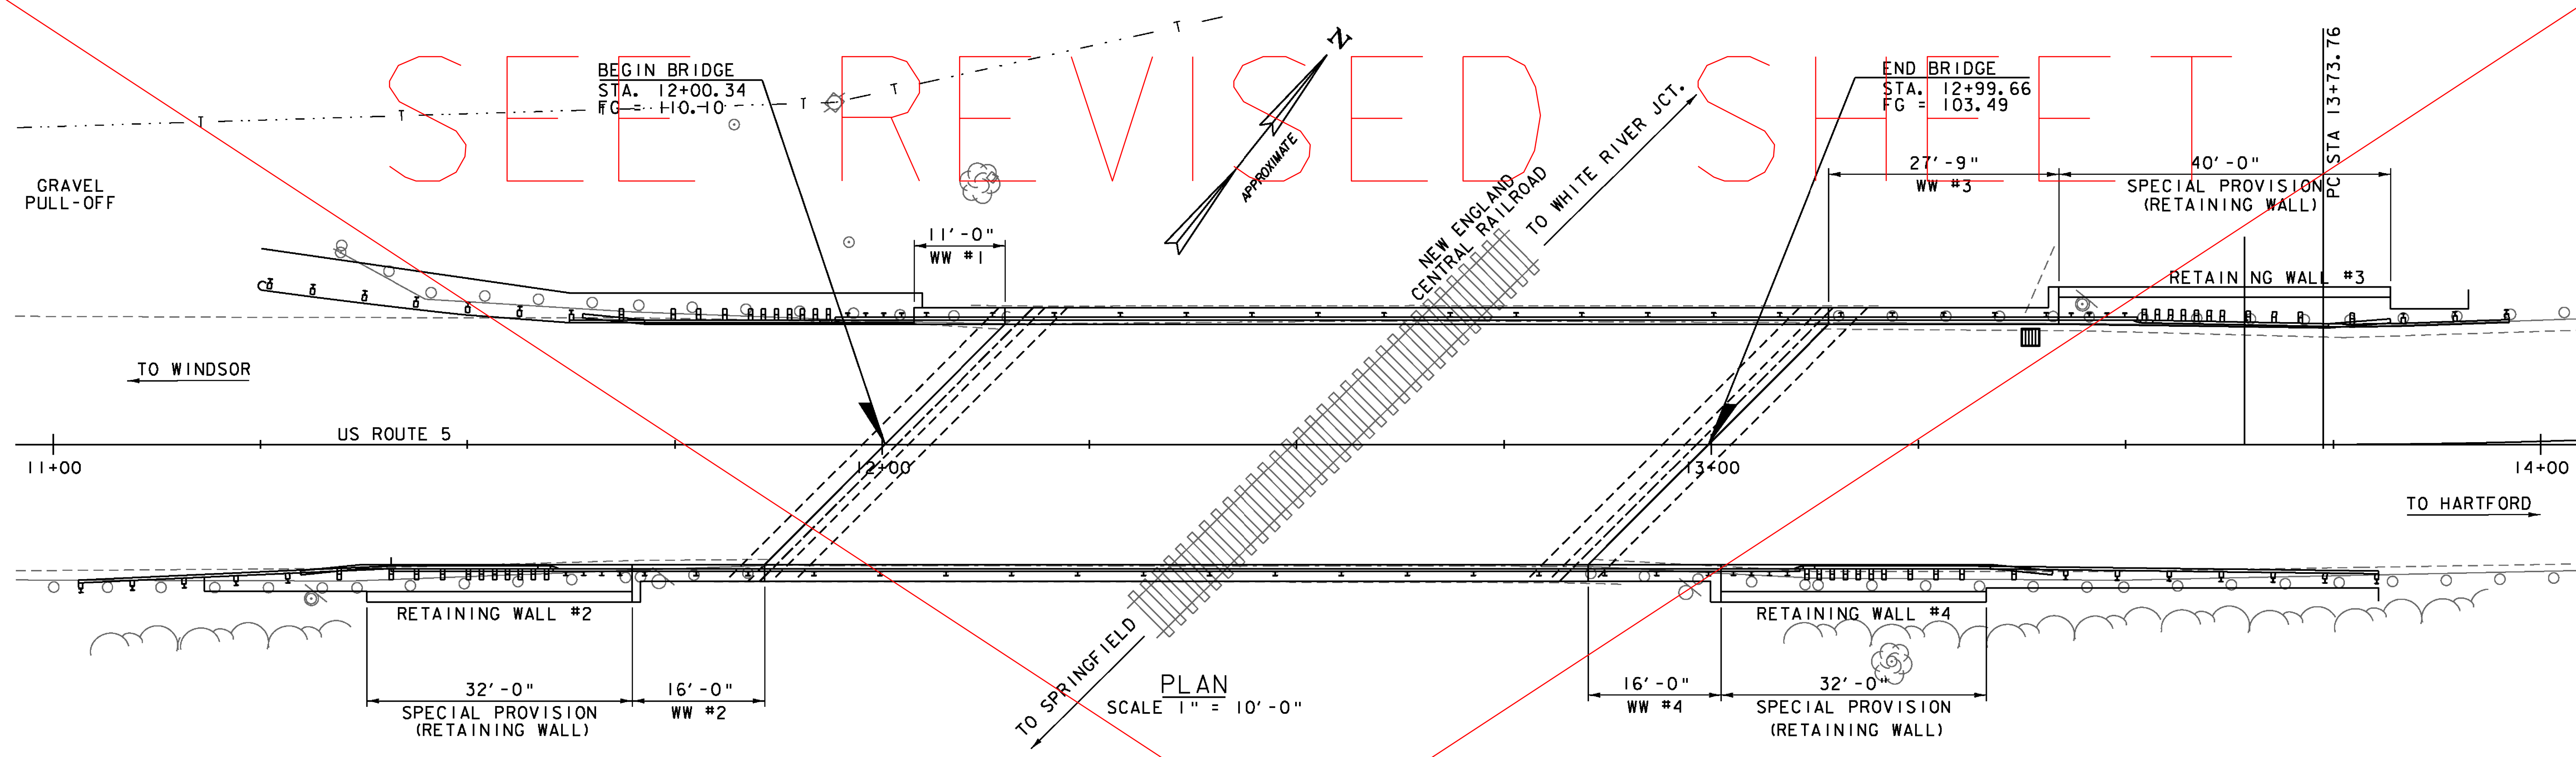 SEE REVISED SHEET
BEGIN BRIDGE
STA. 12+00.34
FG = 110.10
T
T
T
T
T
N
APPROXIMATE
END BRIDGE
STA. 12+99.66
FG = 103.49
PC STA 13+73.76
GRAVEL
PULL-OFF
11'-0"
WW #1
NEW ENGLAND
CENTRAL RAILROAD
TO WHITE RIVER JCT.
27'-9"
WW #3
40'-0"
SPECIAL PROVISION
(RETAINING WALL)
RETAINING WALL #3
TO WINDSOR
US ROUTE 5
11+00
12+00
13+00
14+00
TO HARTFORD
RETAINING WALL #2
RETAINING WALL #4
32'-0"
SPECIAL PROVISION
(RETAINING WALL)
16'-0"
WW #2
TO SPRINGFIELD
PLAN
SCALE 1" = 10'-0"
16'-0"
WW #4
32'-0"
SPECIAL PROVISION
(RETAINING WALL)